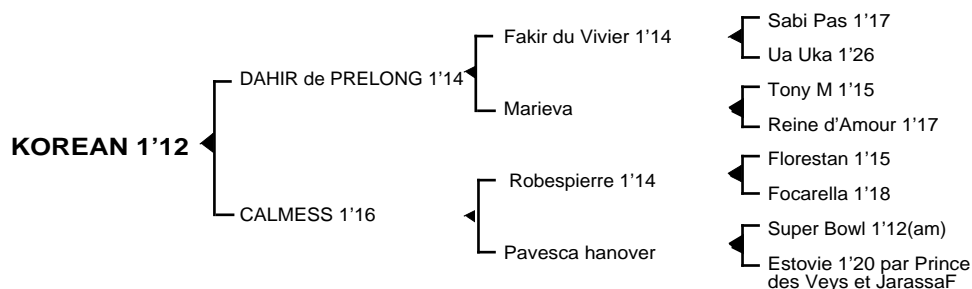 Sabi Pas 1’17
Fakir du Vivier 1’14
Ua Uka 1’26
DAHIR de PRELONG 1’14
Tony M 1’15
Marieva
Reine d’Amour 1’17
KOREAN 1’12
Florestan 1’15
Robespierre 1’14
Focarella 1’18
CALMESS 1’16
Super Bowl 1’12(am)
Pavesca hanover
Estovie 1’20 par Prince
des Veys et JarassaF